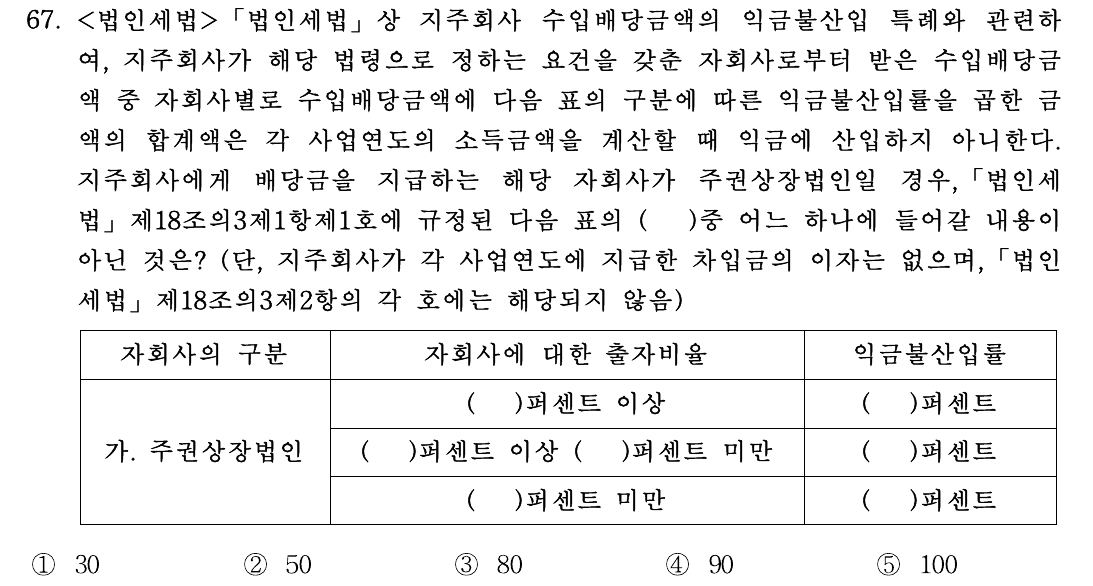 67. <법인세법>「법인세법」상 지주회사 수입배당금액의 익금불산입 특례와 관련하
여, 지주회사가 해당 법령으로 정하는 요건을 갖춘 자회사로부터 받은 수입배당금
액 중 자회사별로 수입배당금액에 다음 표의 구분에 따른 익금불산입률을 곱한 금
액의 합계액은 각 사업연도의 소득금액을 계산할 때 익금에 산입하지 아니한다.
지주회사에게 배당금을 지급하는 해당 자회사가 주권상장법인일 경우,「법인세
법」제18조의3제1항제1호에 규정된 다음 표의 (  )중 어느 하나에 들어갈 내용이
아닌 것은? (단, 지주회사가 각 사업연도에 지급한 차입금의 이자는 없으며,「법인
세법」제18조의3제2항의 각 호에는 해당되지 않음)
자회사의 구분 자회사에 대한 출자비율 익금불산입률
(  )퍼센트 이상 (  )퍼센트
가. 주권상장법인 (  )퍼센트 이상 (  )퍼센트 미만 (  )퍼센트
(  )퍼센트 미만 (  )퍼센트
① 30 ② 50 ③ 80 ④ 90 ⑤ 100